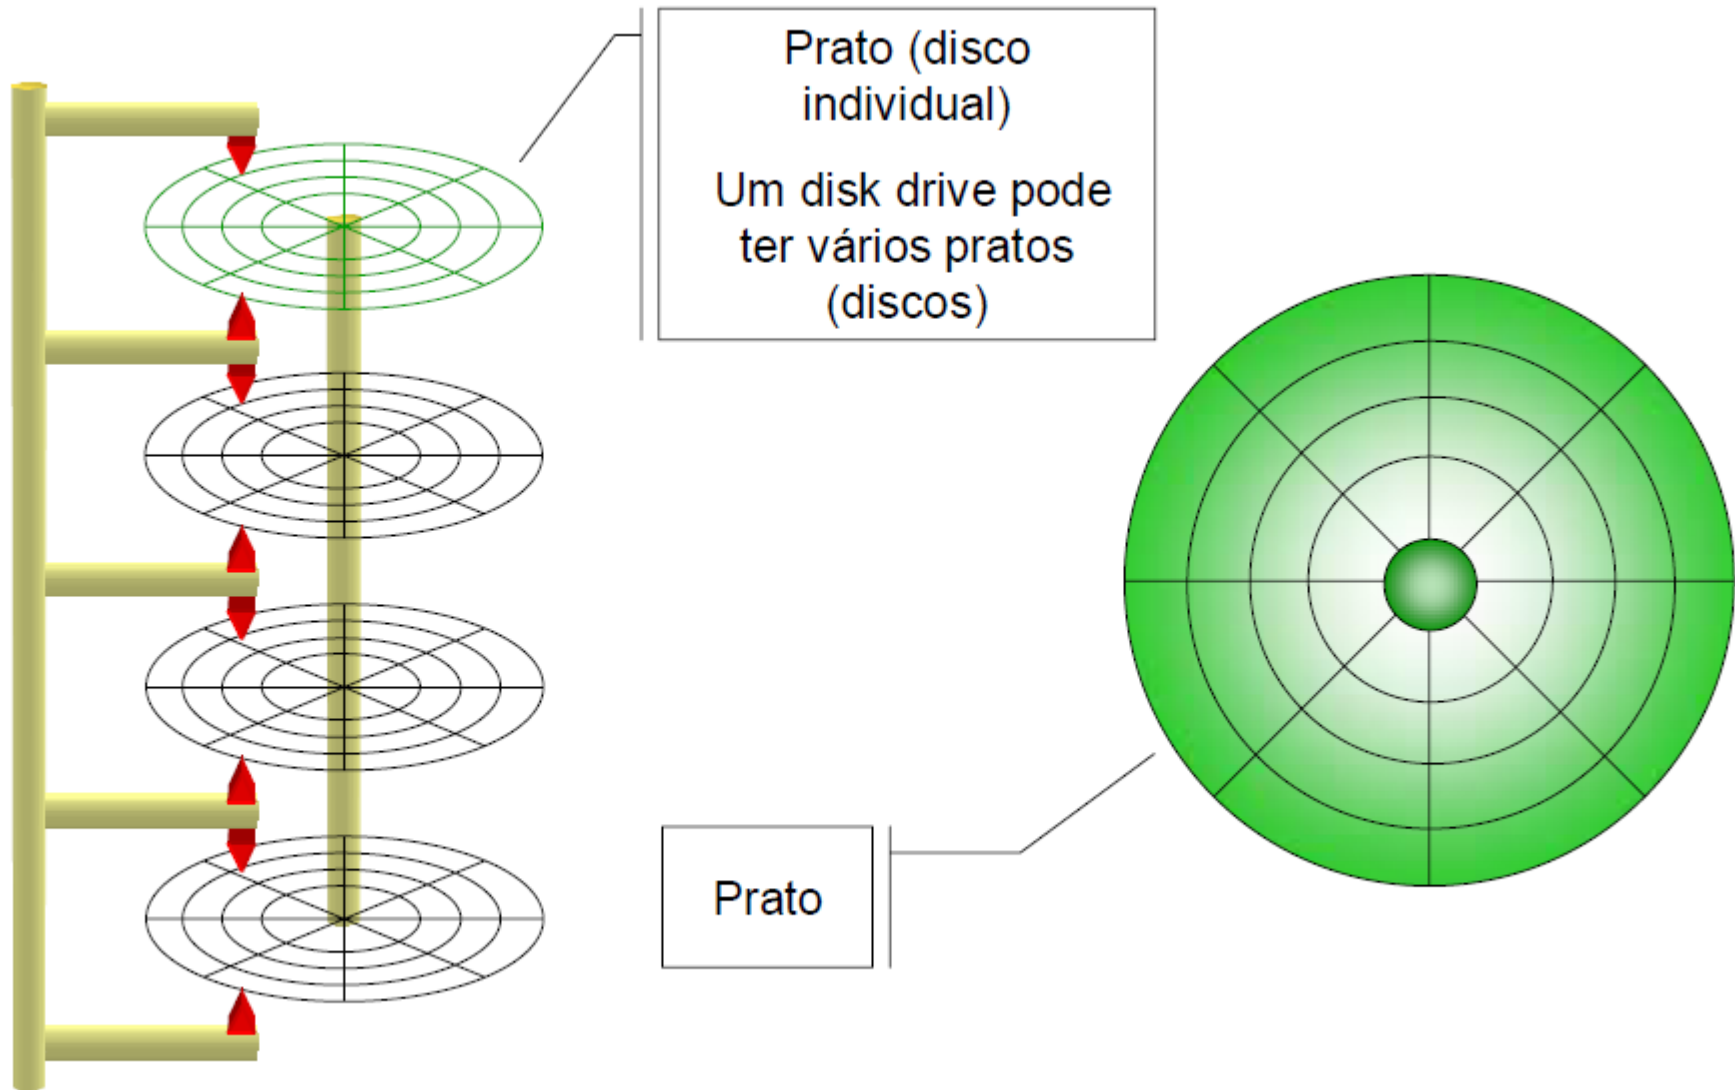 Prato (disco
individual)
Um disk drive pode
ter vários pratos
(discos)
Prato